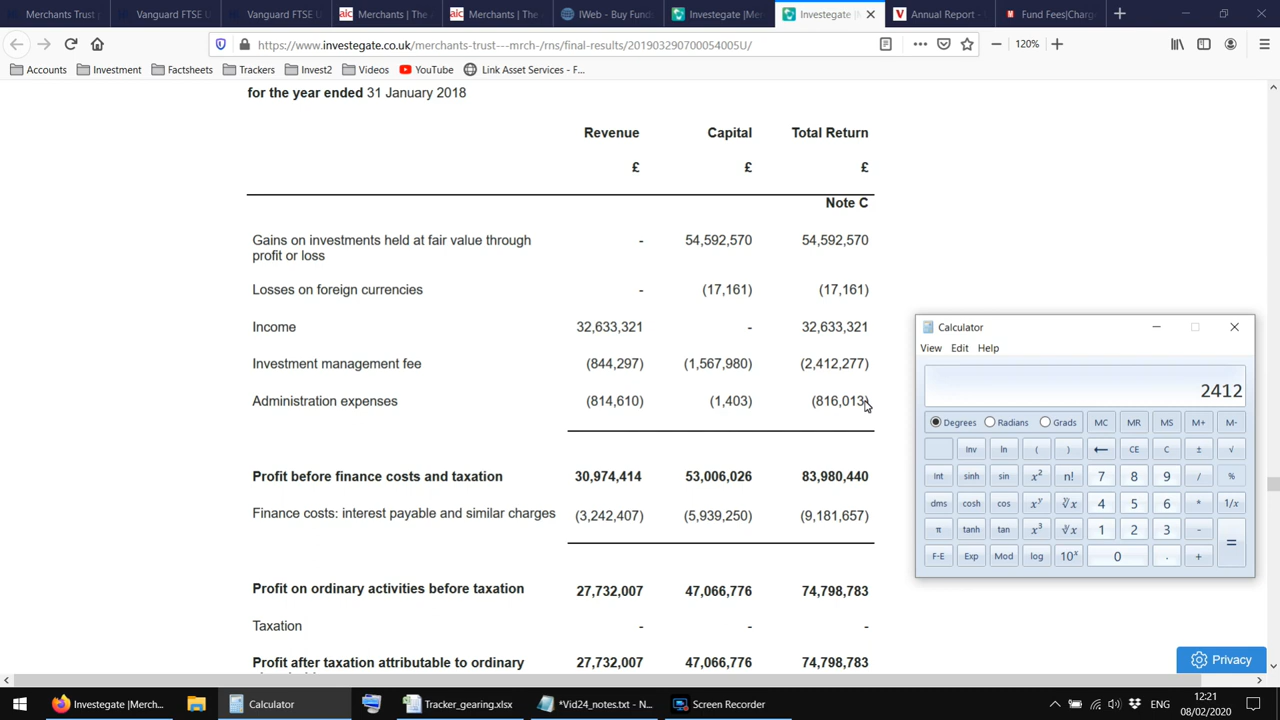 Merchants Trust
Vanguard FTSE U
Vanguard FTSE U
aic Merchants | The A
aic Merchants | The A
IWeb - Buy Fund
Investegate |Mer
Investegate |Mer
V Annual Report -
M Fund Fees|Charg
https://www.investegate.co.uk/merchants-trust---mrch-/rns/final-results/201903290700054005U/
120%
Accounts Investment Factsheets Trackers Invest2 Videos YouTube Link Asset Services - F...
for the year ended 31 January 2018
Revenue Capital Total Return
£ £ £
Note C
Gains on investments held at fair value through - 54,592,570 54,592,570
profit or loss
Losses on foreign currencies - (17,161) (17,161)
Income 32,633,321 - 32,633,321
Investment management fee (844,297) (1,567,980) (2,412,277)
Administration expenses (814,610) (1,403) (816,013)
Profit before finance costs and taxation 30,974,414 53,006,026 83,980,440
Finance costs: interest payable and similar charges (3,242,407) (5,939,250) (9,181,657)
Profit on ordinary activities before taxation 27,732,007 47,066,776 74,798,783
Taxation - - -
Profit after taxation attributable to ordinary 27,732,007 47,066,776 74,798,783
Calculator
View Edit Help
2412
Degrees Radians Grads MC MR MS M+ M-
Inv ln ( ) ← CE C ± √
Int sinh sin x² n! 7 8 9 / %
dms cosh cos xʸ ʸ√x 4 5 6 * 1/x
π tanh tan x³ ³√x 1 2 3 - =
F-E Exp Mod log 10ˣ 0 . +
Privacy
Investegate |Merch...
Calculator
Tracker_gearing.xlsx ...
*Vid24_notes.txt - N...
Screen Recorder
ENG
12:21
08/02/2020